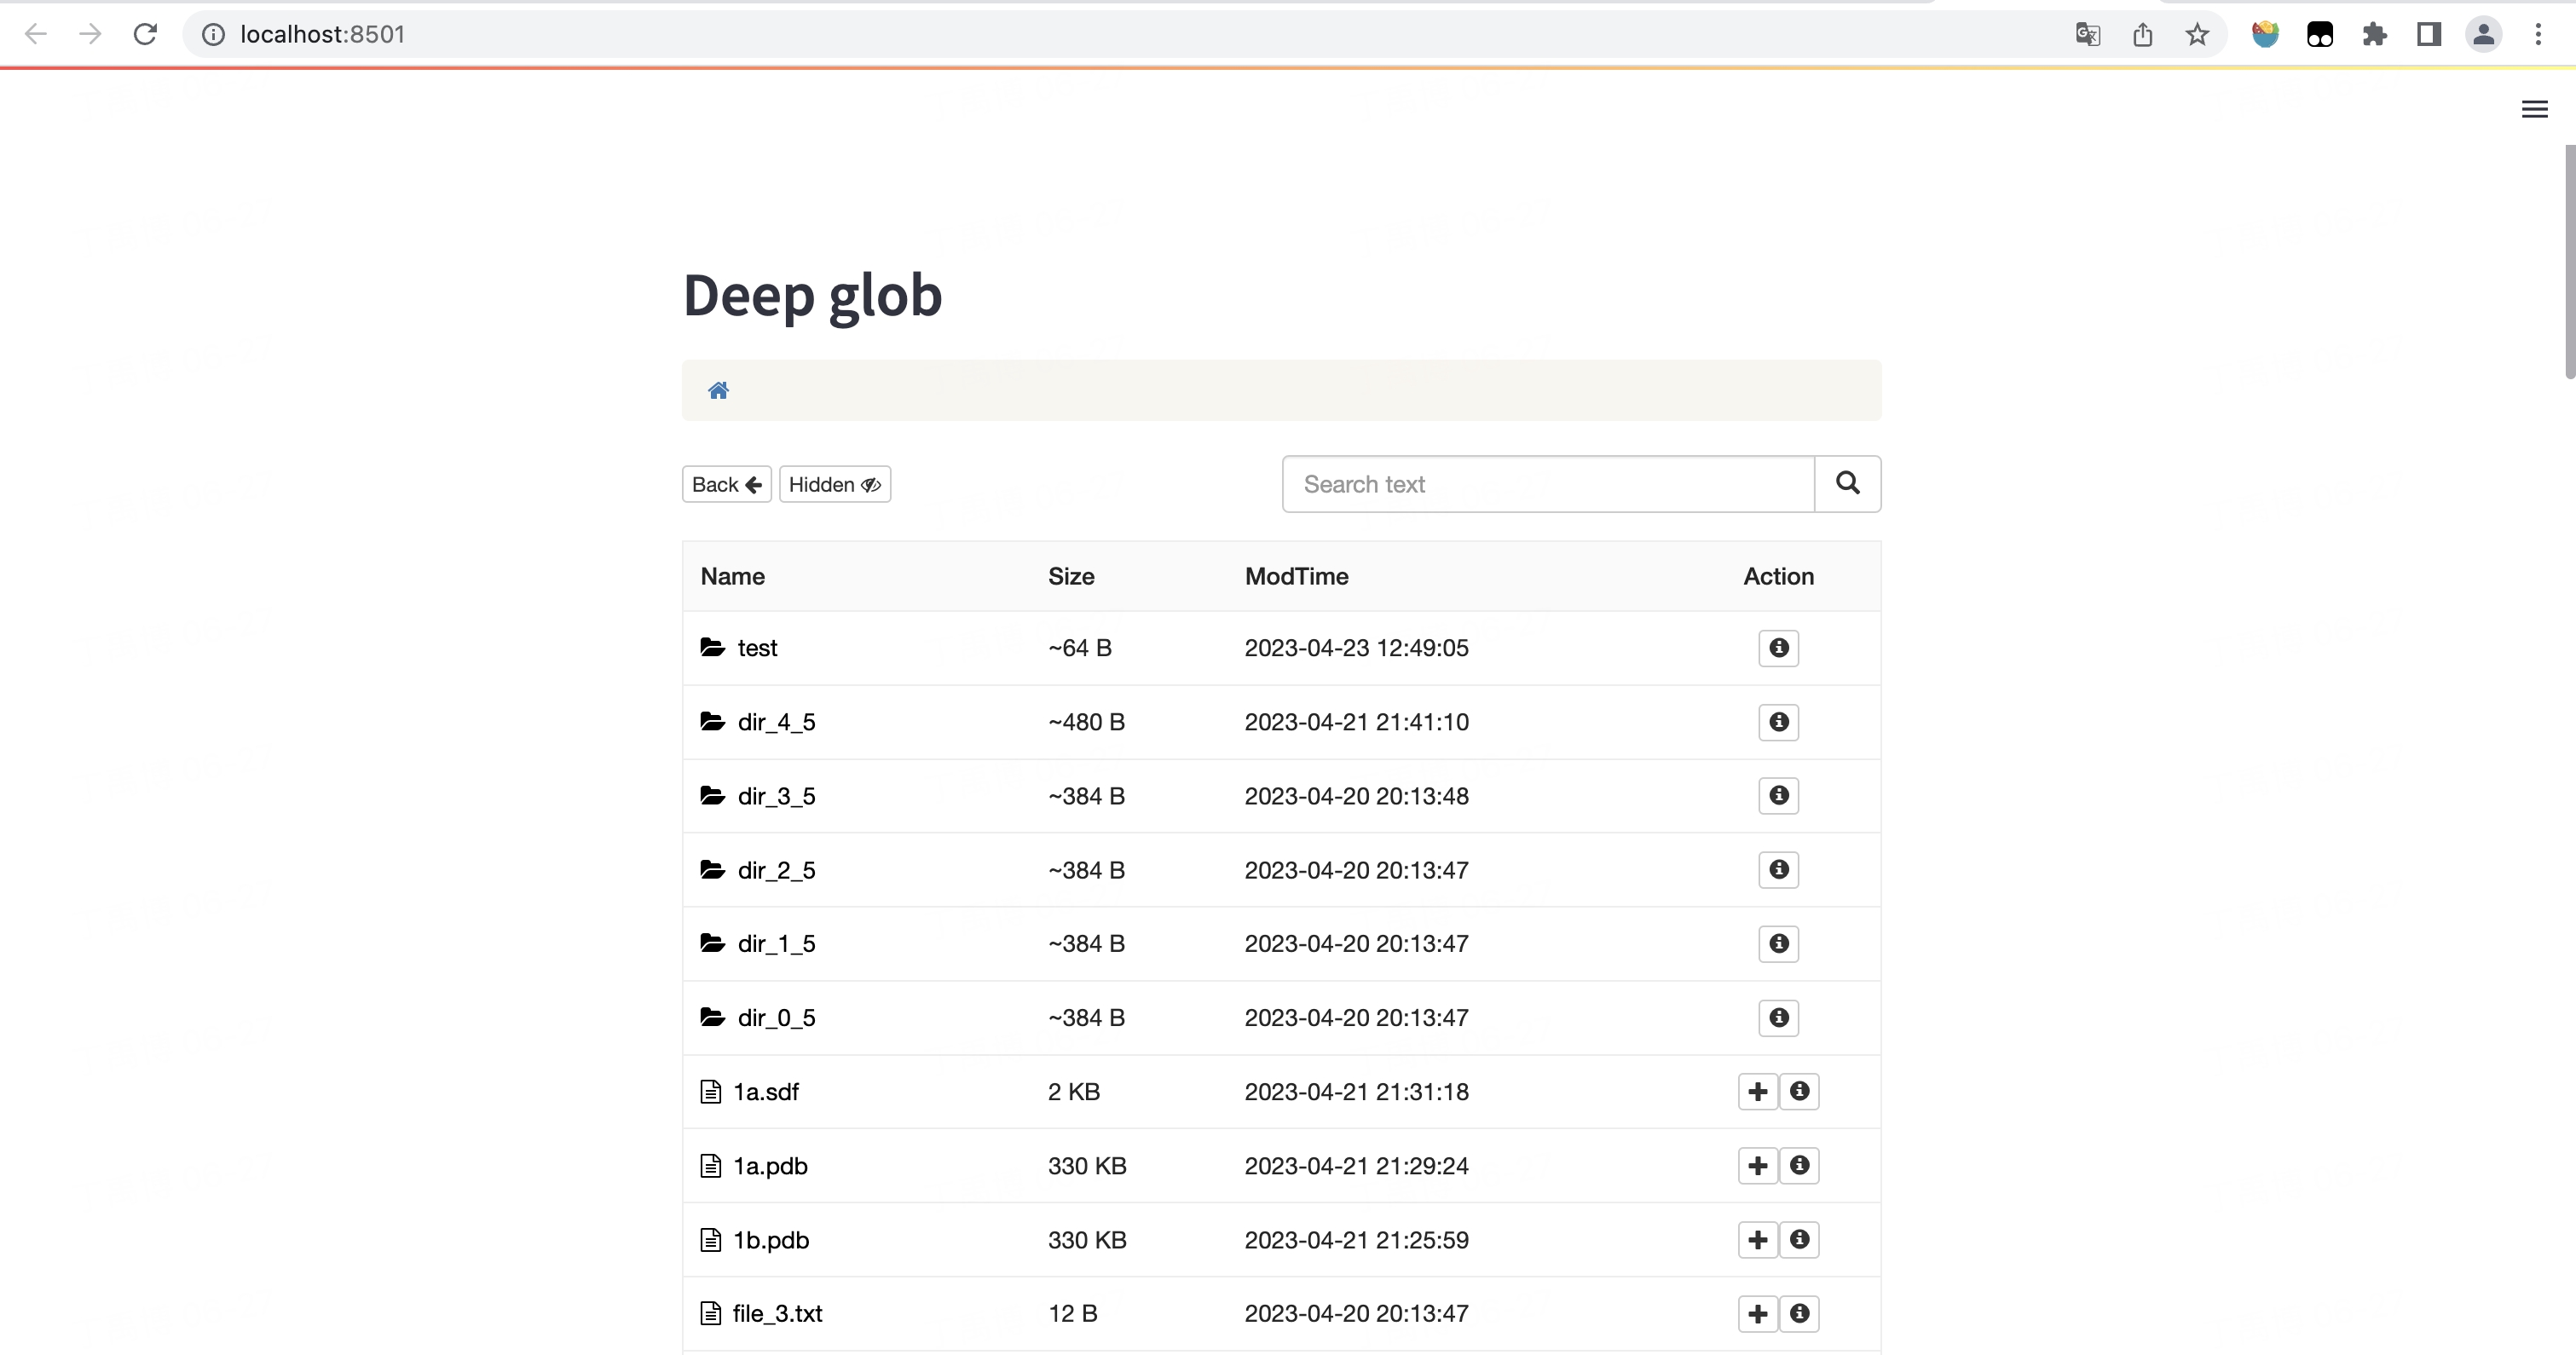 localhost:8501
Deep glob
Back Hidden Search text
Name Size ModTime Action
test ~64 B 2023-04-23 12:49:05
dir_4_5 ~480 B 2023-04-21 21:41:10
dir_3_5 ~384 B 2023-04-20 20:13:48
dir_2_5 ~384 B 2023-04-20 20:13:47
dir_1_5 ~384 B 2023-04-20 20:13:47
dir_0_5 ~384 B 2023-04-20 20:13:47
1a.sdf 2 KB 2023-04-21 21:31:18
1a.pdb 330 KB 2023-04-21 21:29:24
1b.pdb 330 KB 2023-04-21 21:25:59
file_3.txt 12 B 2023-04-20 20:13:47